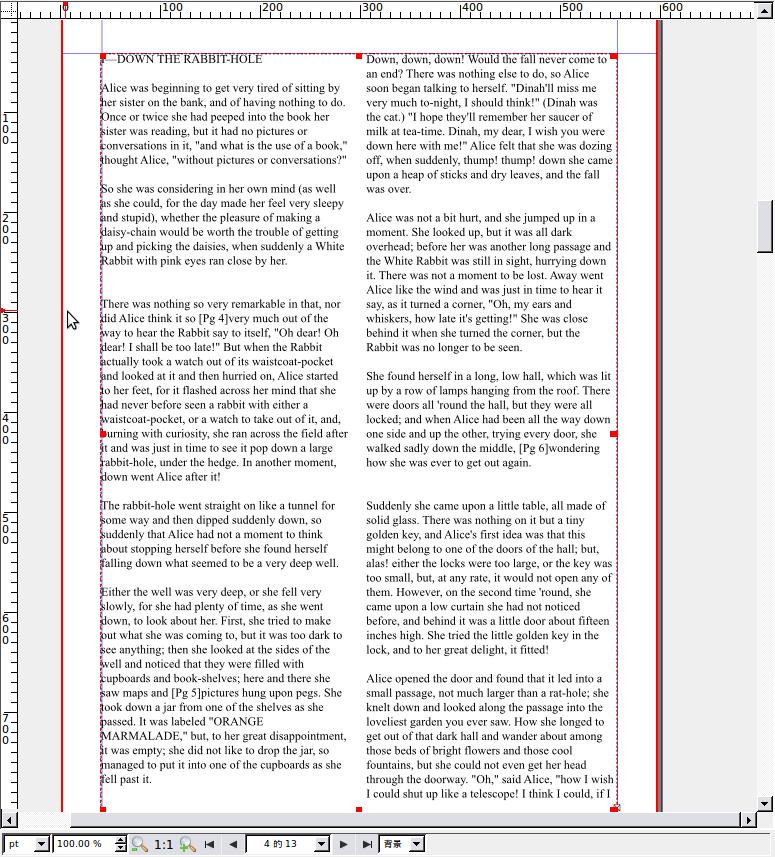 0
100
200
300
400
500
600
100
200
300
400
500
600
700
I—DOWN THE RABBIT-HOLE
Alice was beginning to get very tired of sitting by
her sister on the bank, and of having nothing to do.
Once or twice she had peeped into the book her
sister was reading, but it had no pictures or
conversations in it, "and what is the use of a book,"
thought Alice, "without pictures or conversations?"
So she was considering in her own mind (as well
as she could, for the day made her feel very sleepy
and stupid), whether the pleasure of making a
daisy-chain would be worth the trouble of getting
up and picking the daisies, when suddenly a White
Rabbit with pink eyes ran close by her.
There was nothing so very remarkable in that, nor
did Alice think it so [Pg 4]very much out of the
way to hear the Rabbit say to itself, "Oh dear! Oh
dear! I shall be too late!" But when the Rabbit
actually took a watch out of its waistcoat-pocket
and looked at it and then hurried on, Alice started
to her feet, for it flashed across her mind that she
had never before seen a rabbit with either a
waistcoat-pocket, or a watch to take out of it, and,
burning with curiosity, she ran across the field after
it and was just in time to see it pop down a large
rabbit-hole, under the hedge. In another moment,
down went Alice after it!
The rabbit-hole went straight on like a tunnel for
some way and then dipped suddenly down, so
suddenly that Alice had not a moment to think
about stopping herself before she found herself
falling down what seemed to be a very deep well.
Either the well was very deep, or she fell very
slowly, for she had plenty of time, as she went
down, to look about her. First, she tried to make
out what she was coming to, but it was too dark to
see anything; then she looked at the sides of the
well and noticed that they were filled with
cupboards and book-shelves; here and there she
saw maps and [Pg 5]pictures hung upon pegs. She
took down a jar from one of the shelves as she
passed. It was labeled "ORANGE
MARMALADE," but, to her great disappointment,
it was empty; she did not like to drop the jar, so
managed to put it into one of the cupboards as she
fell past it.
Down, down, down! Would the fall never come to
an end? There was nothing else to do, so Alice
soon began talking to herself. "Dinah'll miss me
very much to-night, I should think!" (Dinah was
the cat.) "I hope they'll remember her saucer of
milk at tea-time. Dinah, my dear, I wish you were
down here with me!" Alice felt that she was dozing
off, when suddenly, thump! thump! down she came
upon a heap of sticks and dry leaves, and the fall
was over.
Alice was not a bit hurt, and she jumped up in a
moment. She looked up, but it was all dark
overhead; before her was another long passage and
the White Rabbit was still in sight, hurrying down
it. There was not a moment to be lost. Away went
Alice like the wind and was just in time to hear it
say, as it turned a corner, "Oh, my ears and
whiskers, how late it's getting!" She was close
behind it when she turned the corner, but the
Rabbit was no longer to be seen.
She found herself in a long, low hall, which was lit
up by a row of lamps hanging from the roof. There
were doors all 'round the hall, but they were all
locked; and when Alice had been all the way down
one side and up the other, trying every door, she
walked sadly down the middle, [Pg 6]wondering
how she was ever to get out again.
Suddenly she came upon a little table, all made of
solid glass. There was nothing on it but a tiny
golden key, and Alice's first idea was that this
might belong to one of the doors of the hall; but,
alas! either the locks were too large, or the key was
too small, but, at any rate, it would not open any of
them. However, on the second time 'round, she
came upon a low curtain she had not noticed
before, and behind it was a little door about fifteen
inches high. She tried the little golden key in the
lock, and to her great delight, it fitted!
Alice opened the door and found that it led into a
small passage, not much larger than a rat-hole; she
knelt down and looked along the passage into the
loveliest garden you ever saw. How she longed to
get out of that dark hall and wander about among
those beds of bright flowers and those cool
fountains, but she could not even get her head
through the doorway. "Oh," said Alice, "how I wish
I could shut up like a telescope! I think I could, if I
pt 100.00 % 1:1 4 的 13 背景